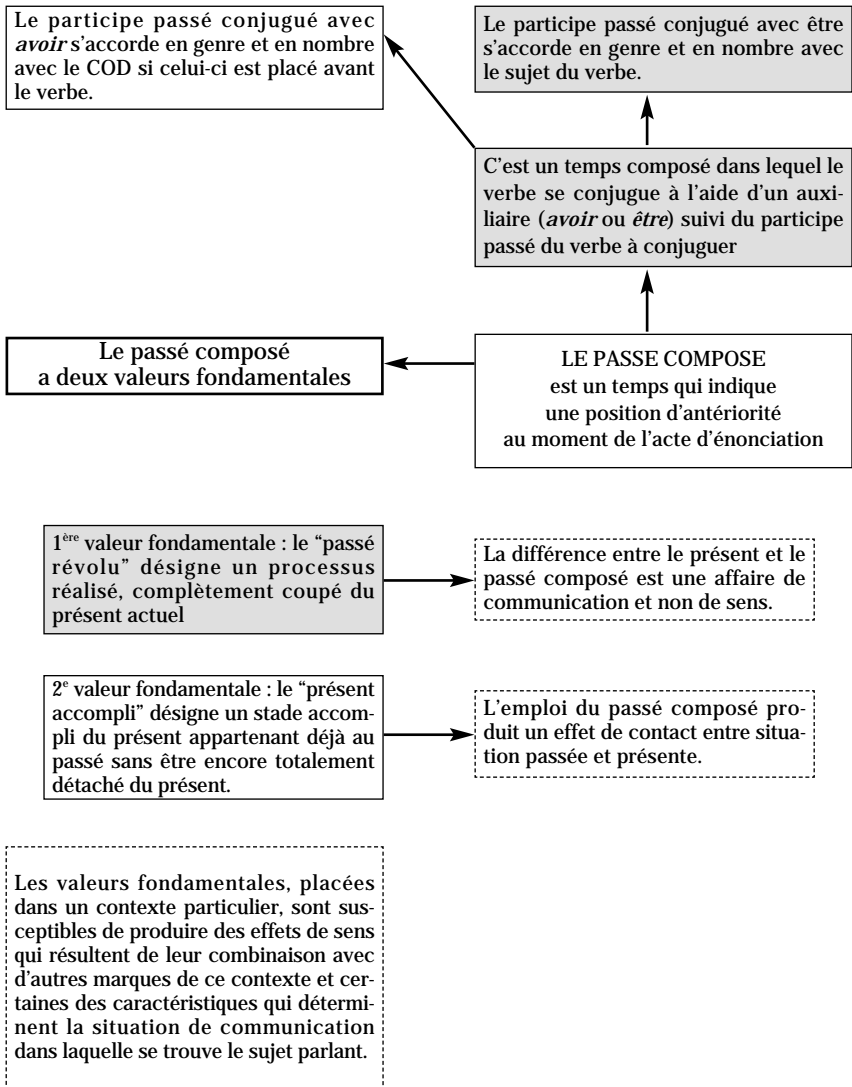 Le participe passé conjugué avec
avoir s'accorde en genre et en nombre
avec le COD si celui-ci est placé avant
le verbe.
Le participe passé conjugué avec être
s'accorde en genre et en nombre avec
le sujet du verbe.
C'est un temps composé dans lequel le
verbe se conjugue à l'aide d'un auxi-
liaire (avoir ou être) suivi du participe
passé du verbe à conjuguer
Le passé composé
a deux valeurs fondamentales
LE PASSE COMPOSE
est un temps qui indique
une position d'antériorité
au moment de l'acte d'énonciation
1ère valeur fondamentale : le “passé
révolu” désigne un processus
réalisé, complètement coupé du
présent actuel
La différence entre le présent et le
passé composé est une affaire de
communication et non de sens.
2e valeur fondamentale : le “présent
accompli” désigne un stade accom-
pli du présent appartenant déjà au
passé sans être encore totalement
détaché du présent.
L'emploi du passé composé pro-
duit un effet de contact entre situa-
tion passée et présente.
Les valeurs fondamentales, placées
dans un contexte particulier, sont sus-
ceptibles de produire des effets de sens
qui résultent de leur combinaison avec
d'autres marques de ce contexte et cer-
taines des caractéristiques qui détermi-
nent la situation de communication
dans laquelle se trouve le sujet parlant.